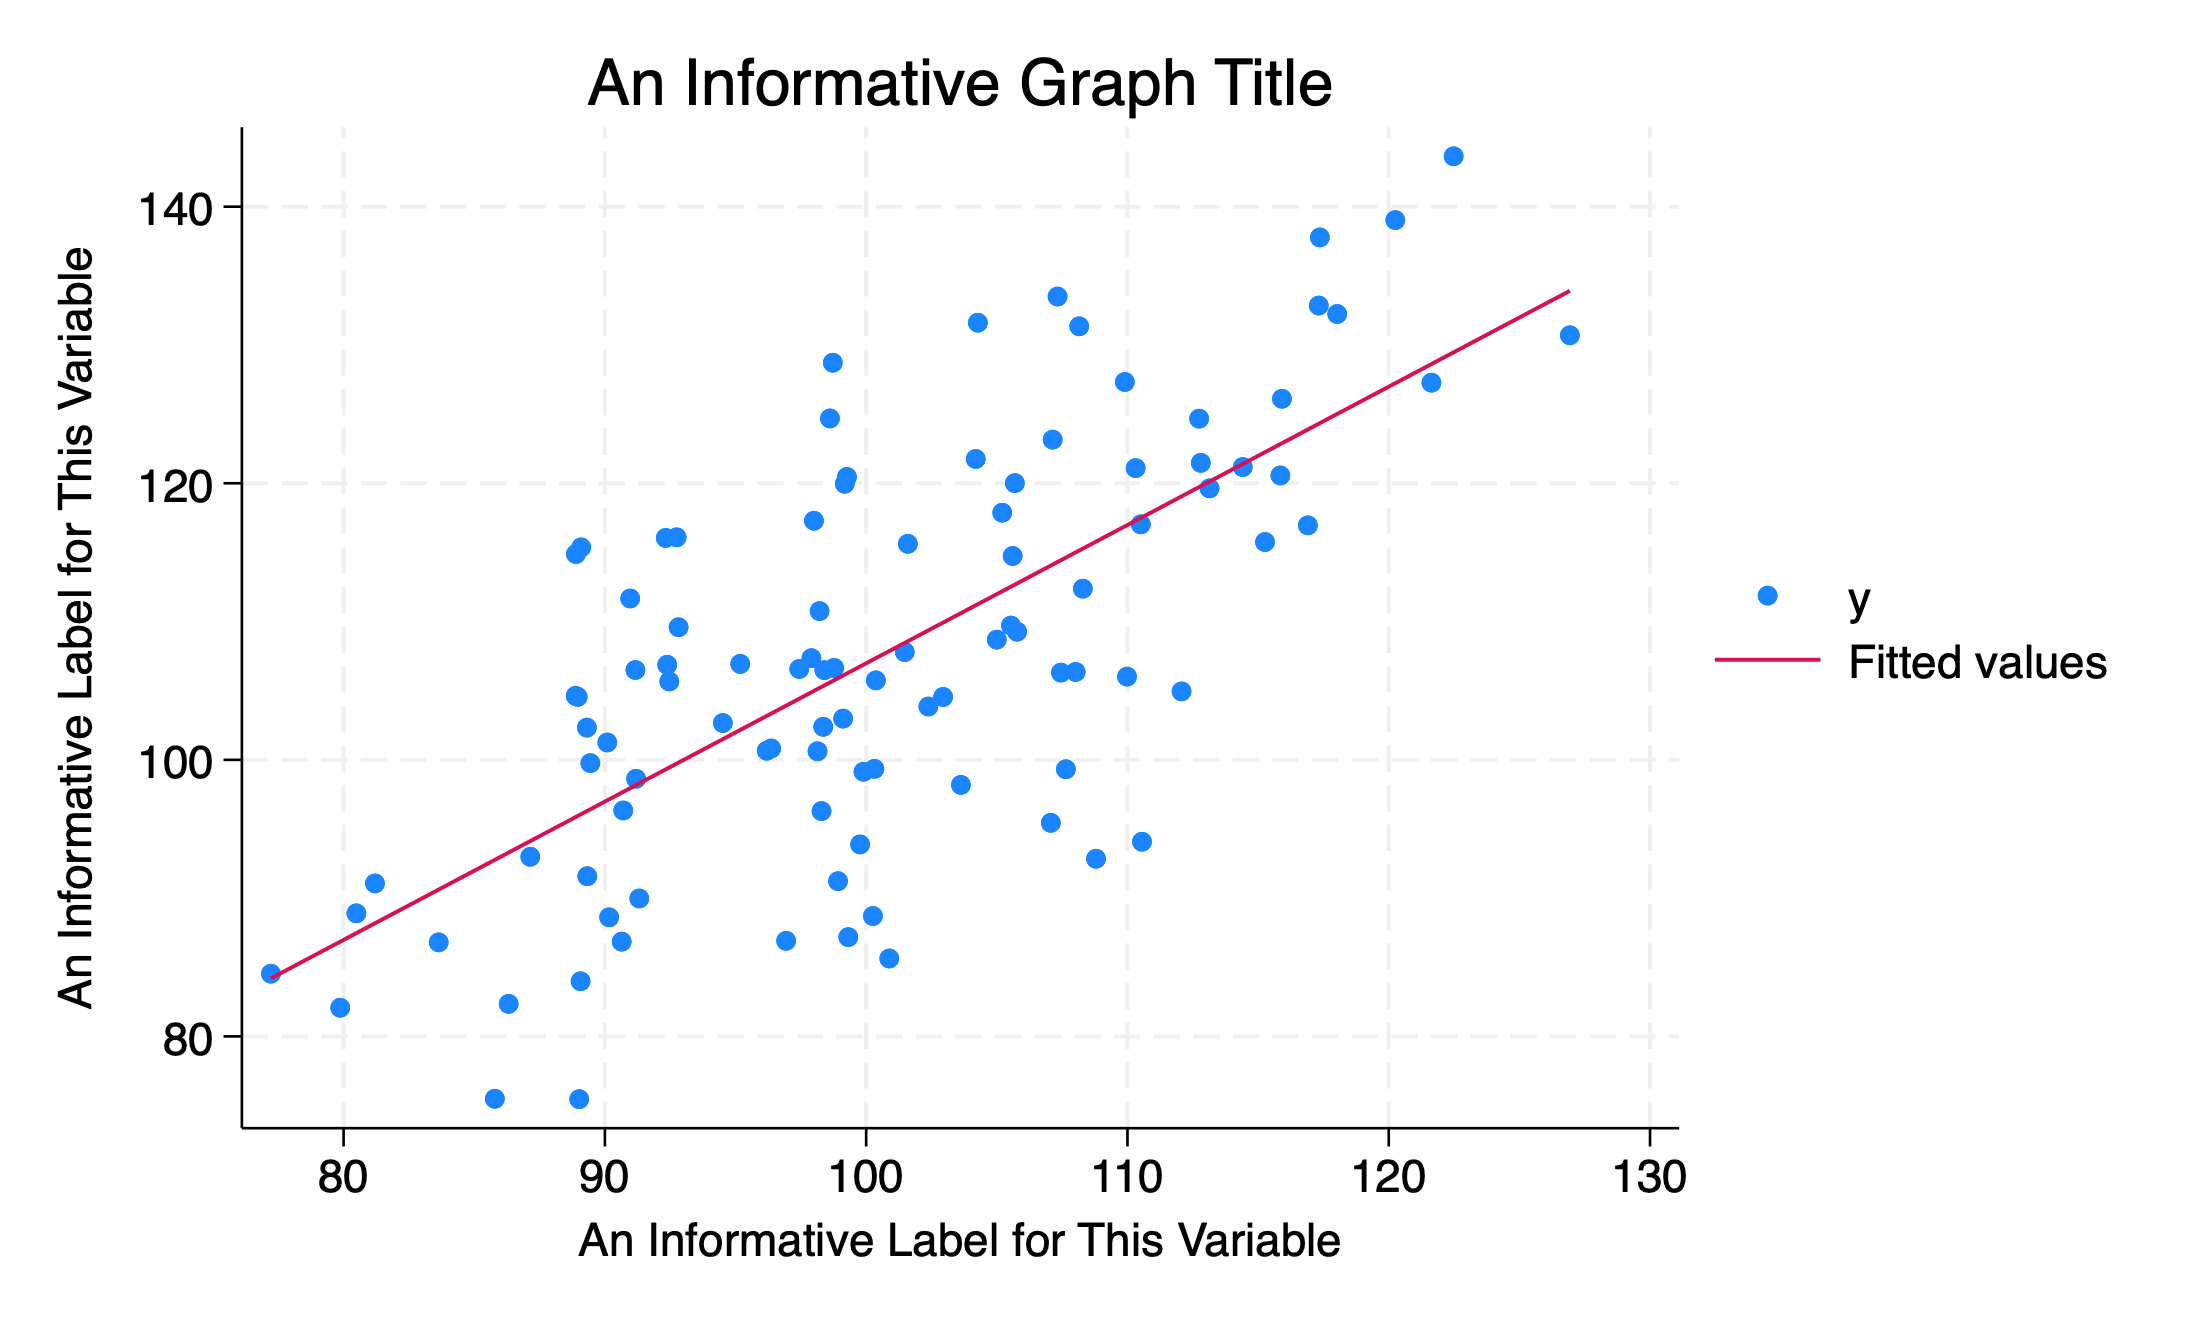 An Informative Graph Title
An Informative Label for This Variable
140
120
100
80
80 90 100 110 120 130
An Informative Label for This Variable
y
Fitted values